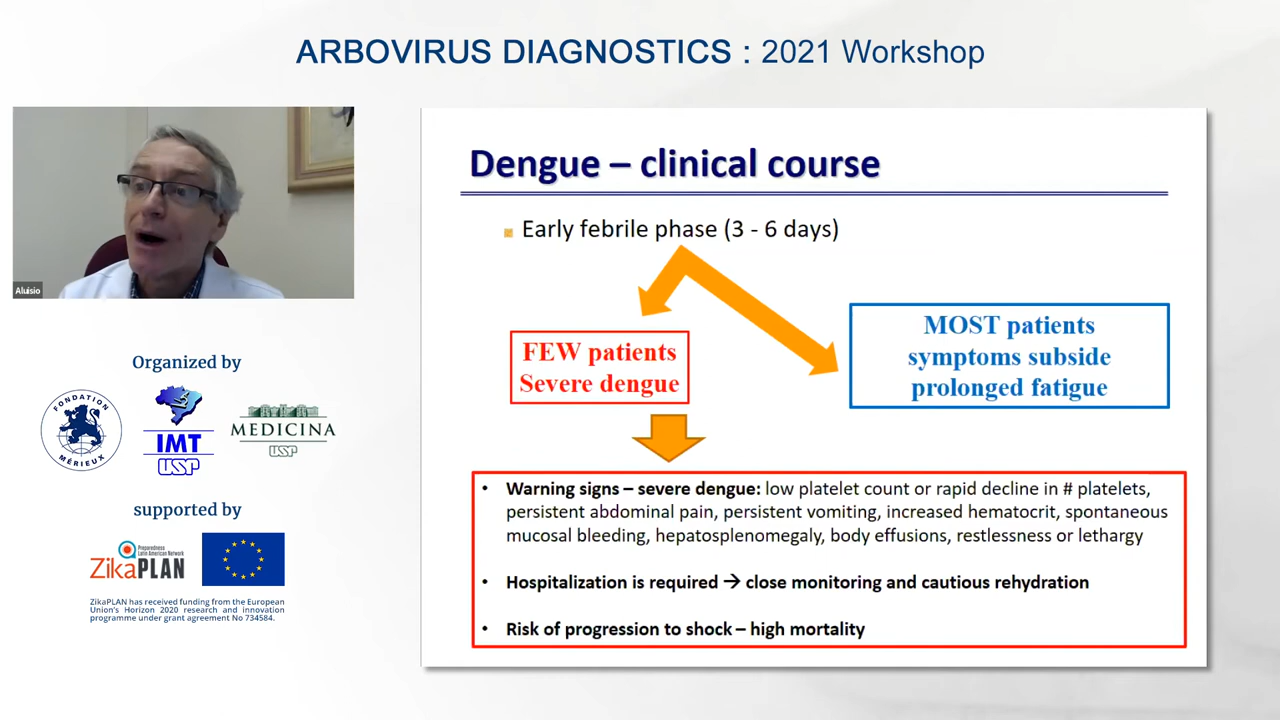 ARBOVIRUS DIAGNOSTICS : 2021 Workshop
Aluisio
Organized by
FONDATION
MÉRIEUX
IMT
USP
MEDICINA
USP
supported by
Preparedness
Latin American Network
ZikaPLAN
ZikaPLAN has received funding from the European
Union's Horizon 2020 research and innovation
programme under grant agreement No 734584.
Dengue – clinical course
Early febrile phase (3 - 6 days)
FEW patients
Severe dengue
MOST patients
symptoms subside
prolonged fatigue
• Warning signs – severe dengue: low platelet count or rapid decline in # platelets,
persistent abdominal pain, persistent vomiting, increased hematocrit, spontaneous
mucosal bleeding, hepatosplenomegaly, body effusions, restlessness or lethargy
• Hospitalization is required → close monitoring and cautious rehydration
• Risk of progression to shock – high mortality